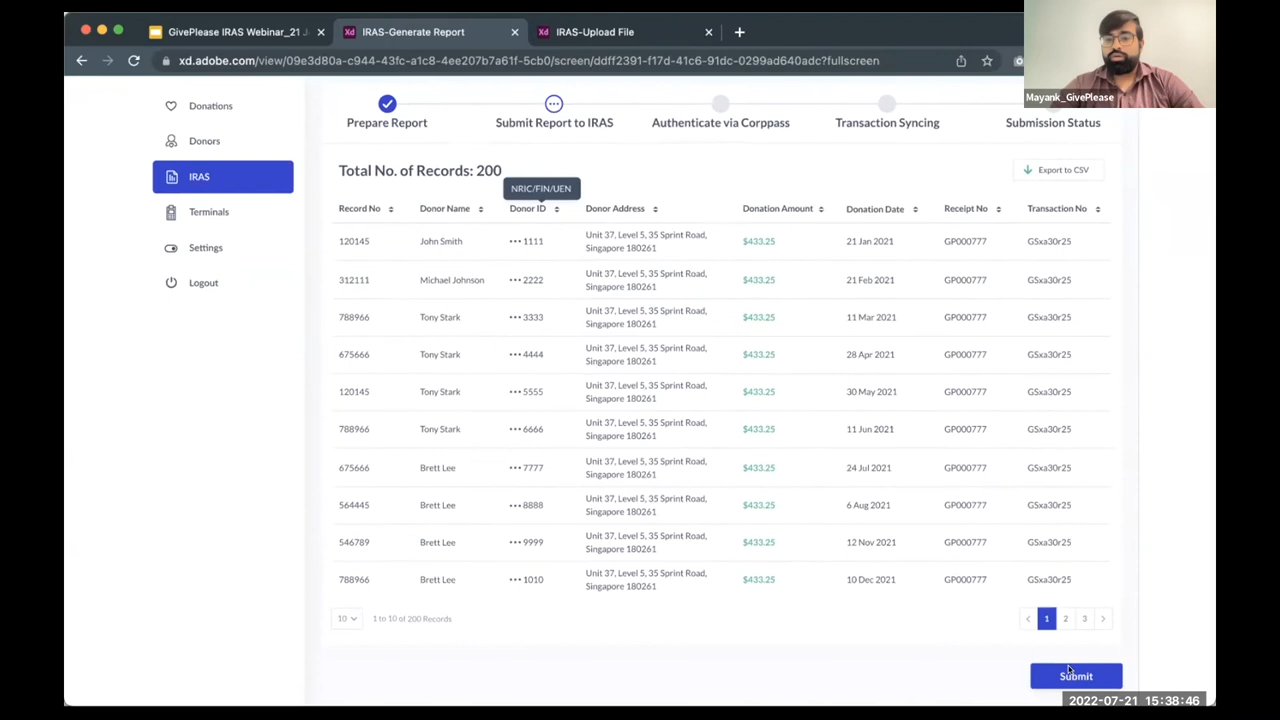 GivePlease IRAS Webinar_21 J
IRAS-Generate Report
IRAS-Upload File
xd.adobe.com/view/09e3d80a-c944-43fc-a1c8-4ee207b7a61f-5cb0/screen/ddff2391-f17d-41c6-91dc-0299ad640adc?fullscreen
Mayank_GivePlease
Donations
Donors
IRAS
Terminals
Settings
Logout
Prepare Report
Submit Report to IRAS
Authenticate via Corppass
Transaction Syncing
Submission Status
Total No. of Records: 200
Export to CSV
NRIC/FIN/UEN
Record No Donor Name Donor ID Donor Address Donation Amount Donation Date Receipt No Transaction No
120145 John Smith •••1111 Unit 37, Level 5, 35 Sprint Road, $433.25 21 Jan 2021 GP000777 GSxa30r25
Singapore 180261
312111 Michael Johnson •••2222 Unit 37, Level 5, 35 Sprint Road, $433.25 21 Feb 2021 GP000777 GSxa30r25
Singapore 180261
788966 Tony Stark •••3333 Unit 37, Level 5, 35 Sprint Road, $433.25 11 Mar 2021 GP000777 GSxa30r25
Singapore 180261
675666 Tony Stark •••4444 Unit 37, Level 5, 35 Sprint Road, $433.25 28 Apr 2021 GP000777 GSxa30r25
Singapore 180261
120145 Tony Stark •••5555 Unit 37, Level 5, 35 Sprint Road, $433.25 30 May 2021 GP000777 GSxa30r25
Singapore 180261
788966 Tony Stark •••6666 Unit 37, Level 5, 35 Sprint Road, $433.25 11 Jun 2021 GP000777 GSxa30r25
Singapore 180261
675666 Brett Lee •••7777 Unit 37, Level 5, 35 Sprint Road, $433.25 24 Jul 2021 GP000777 GSxa30r25
Singapore 180261
564445 Brett Lee •••8888 Unit 37, Level 5, 35 Sprint Road, $433.25 6 Aug 2021 GP000777 GSxa30r25
Singapore 180261
546789 Brett Lee •••9999 Unit 37, Level 5, 35 Sprint Road, $433.25 12 Nov 2021 GP000777 GSxa30r25
Singapore 180261
788966 Brett Lee •••1010 Unit 37, Level 5, 35 Sprint Road, $433.25 10 Dec 2021 GP000777 GSxa30r25
Singapore 180261
10 1 to 10 of 200 Records
1 2 3
Submit
2022-07-21 15:38:46